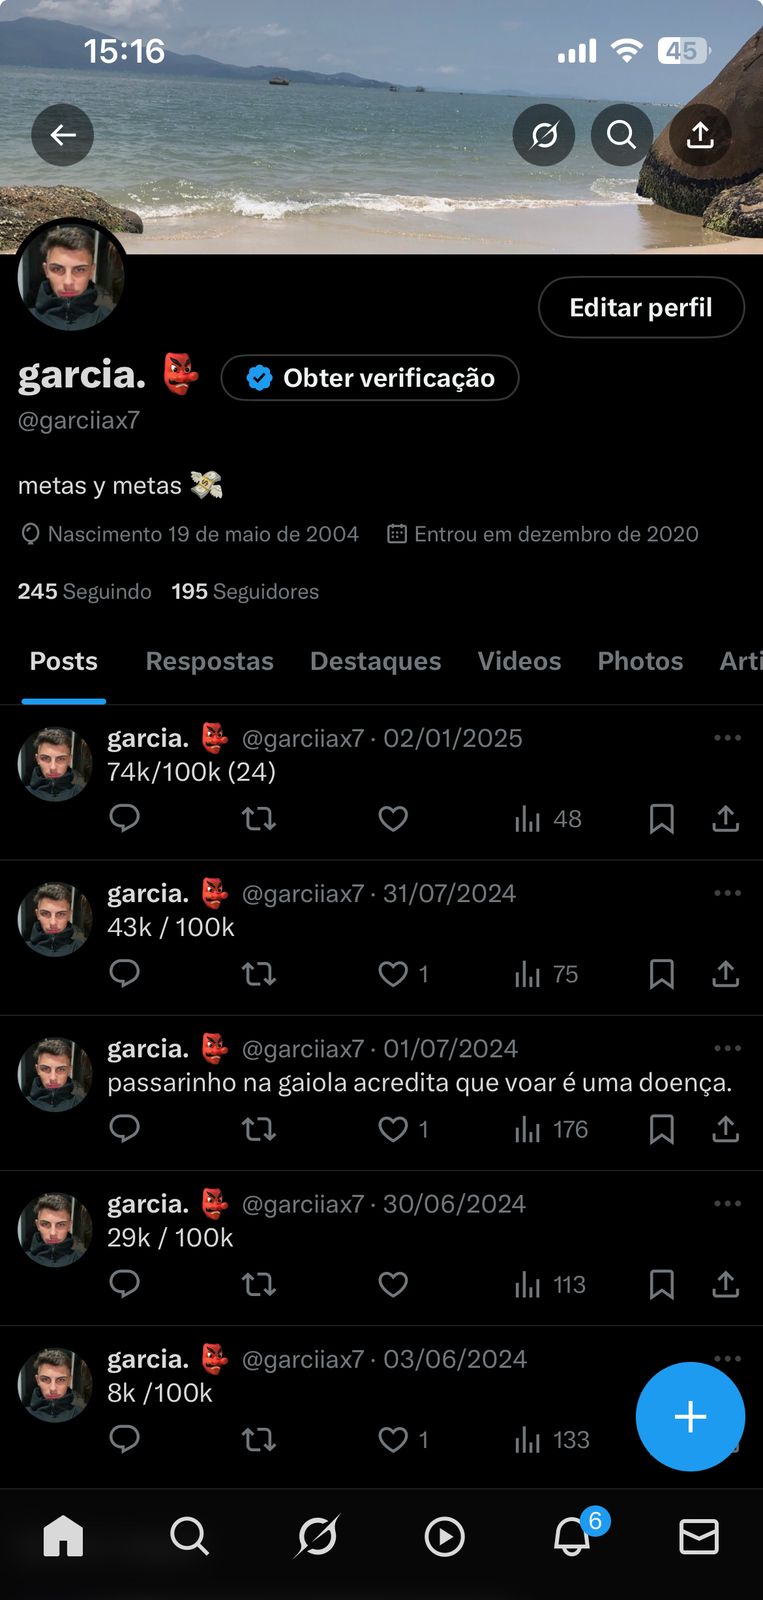 15:16
45
Editar perfil
garcia. 👺 Obter verificação
@garciiax7
metas y metas 💸
Nascimento 19 de maio de 2004 Entrou em dezembro de 2020
245 Seguindo 195 Seguidores
Posts Respostas Destaques Videos Photos Arti
garcia. 👺 @garciiax7 · 02/01/2025
74k/100k (24)
48
garcia. 👺 @garciiax7 · 31/07/2024
43k / 100k
1 75
garcia. 👺 @garciiax7 · 01/07/2024
passarinho na gaiola acredita que voar é uma doença.
1 176
garcia. 👺 @garciiax7 · 30/06/2024
29k / 100k
113
garcia. 👺 @garciiax7 · 03/06/2024
8k /100k
1 133
6